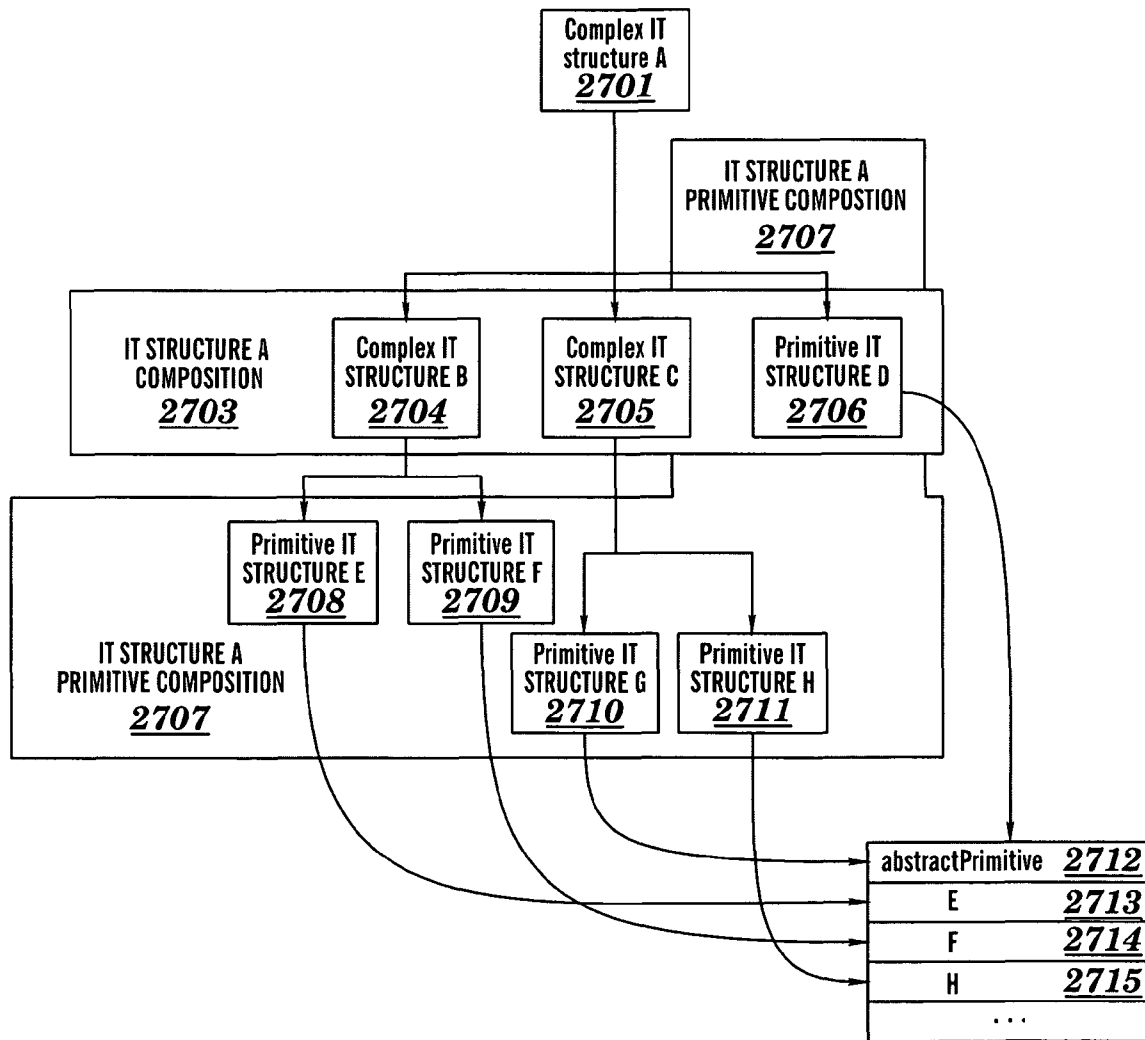 Complex IT
structure A
2701
IT STRUCTURE A
PRIMITIVE COMPOSTION
2707
IT STRUCTURE A
COMPOSITION
2703
Complex IT
STRUCTURE B
2704
Complex IT
STRUCTURE C
2705
Primitive IT
STRUCTURE D
2706
Primitive IT
STRUCTURE E
2708
Primitive IT
STRUCTURE F
2709
IT STRUCTURE A
PRIMITIVE COMPOSITION
2707
Primitive IT
STRUCTURE G
2710
Primitive IT
STRUCTURE H
2711
abstractPrimitive 2712
E 2713
F 2714
H 2715
...